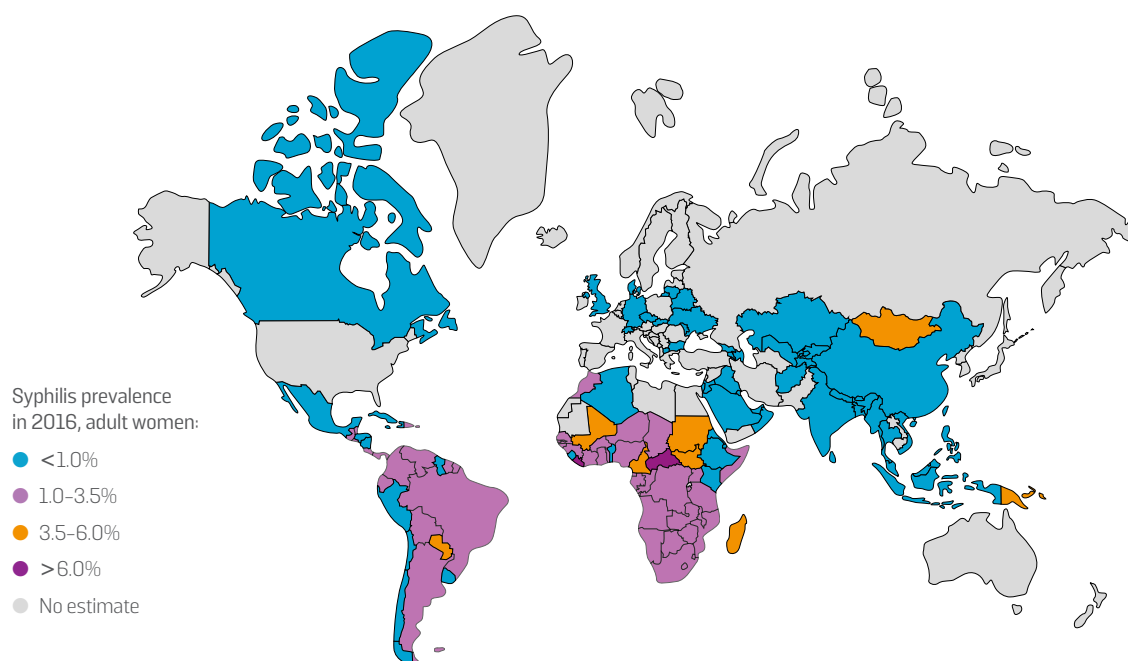 Syphilis prevalence
in 2016, adult women:
<1.0%
1.0–3.5%
3.5–6.0%
>6.0%
No estimate